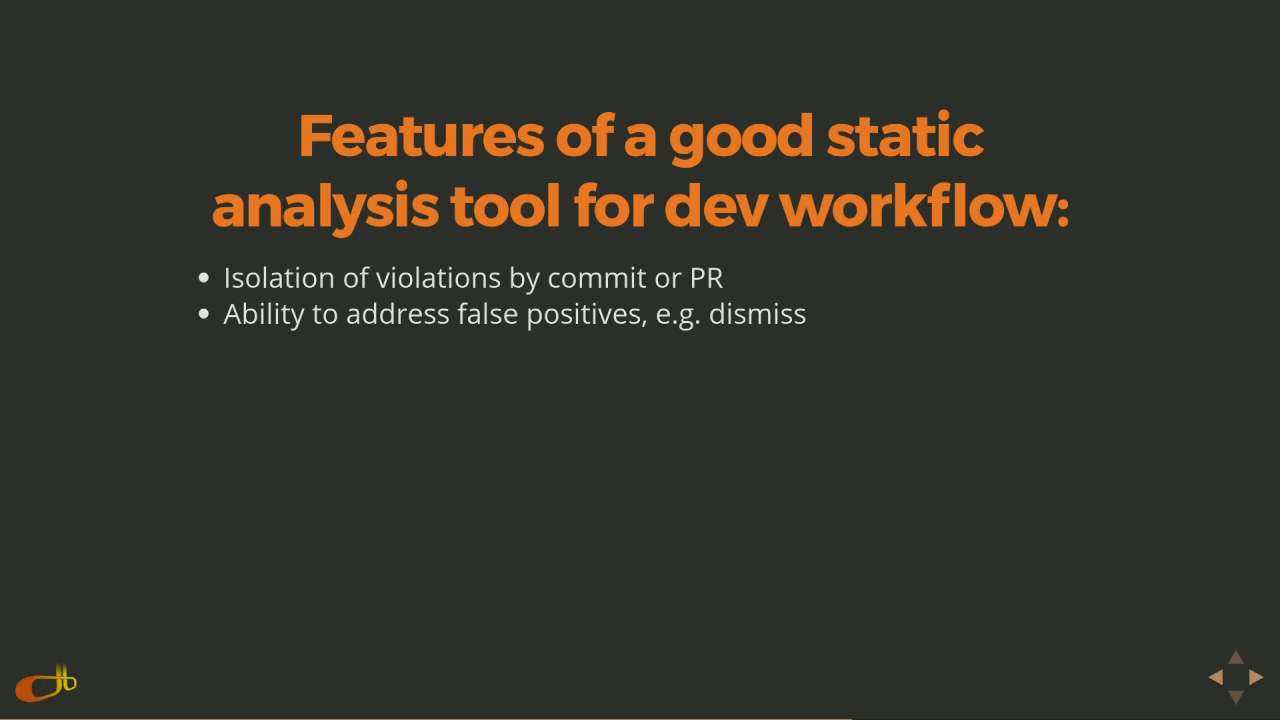 Features of a good static
analysis tool for dev workflow:
Isolation of violations by commit or PR
Ability to address false positives, e.g. dismiss